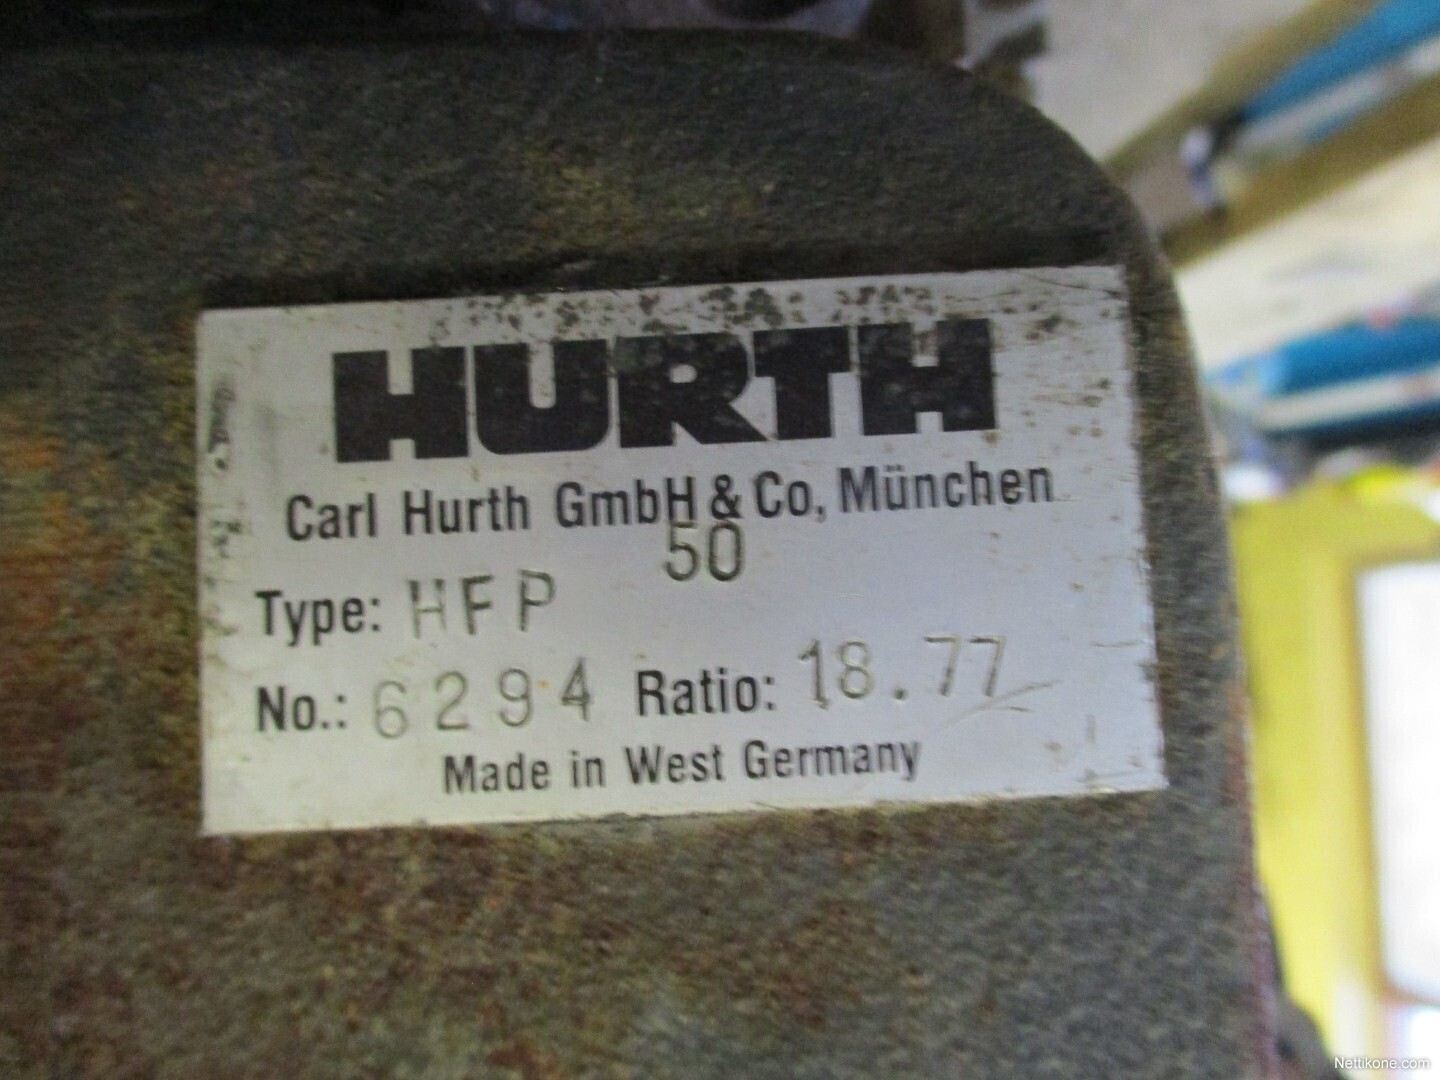 HURTH
Carl Hurth GmbH & Co, München
50
Type: HFP
No.: 6294 Ratio: 18.77
Made in West Germany
Nettikone.com